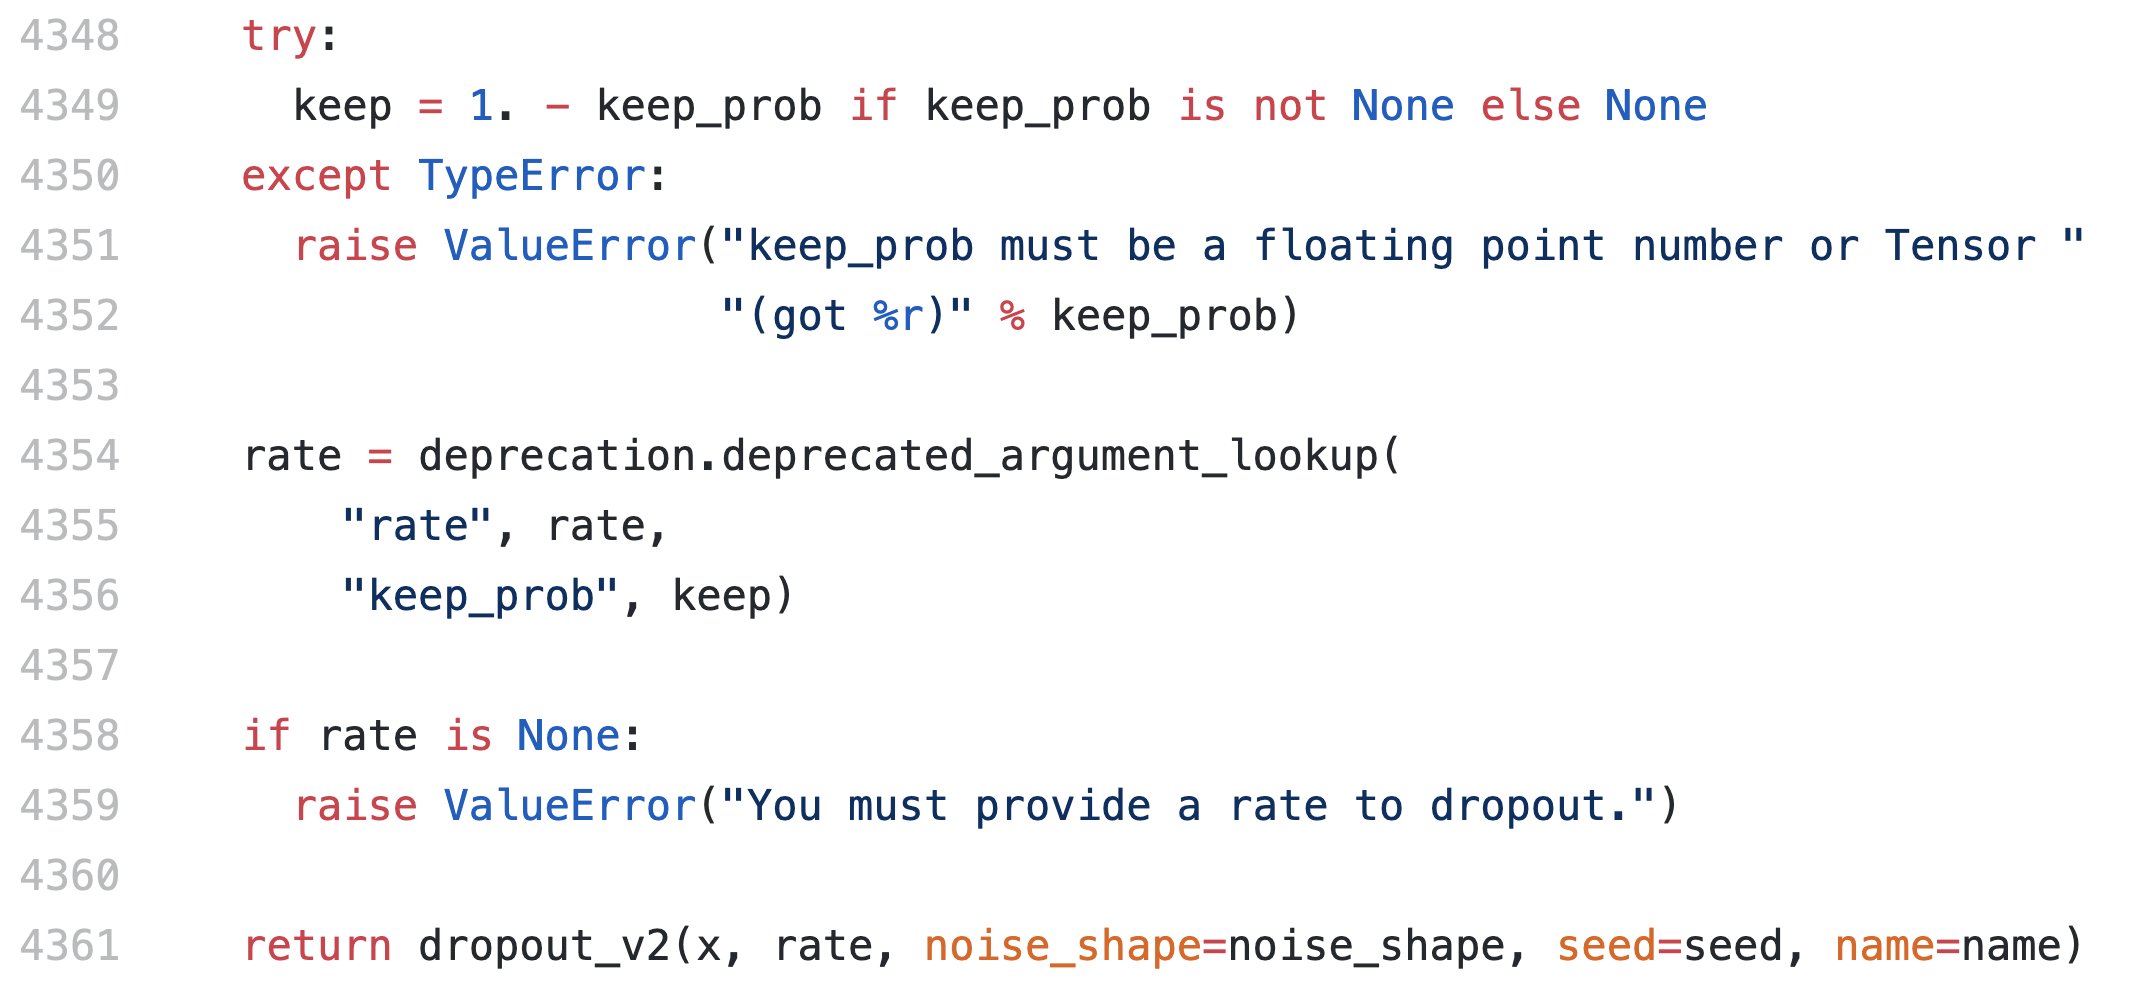 4348 try:
4349 keep = 1. - keep_prob if keep_prob is not None else None
4350 except TypeError:
4351 raise ValueError("keep_prob must be a floating point number or Tensor "
4352 "(got %r)" % keep_prob)
4353
4354 rate = deprecation.deprecated_argument_lookup(
4355 "rate", rate,
4356 "keep_prob", keep)
4357
4358 if rate is None:
4359 raise ValueError("You must provide a rate to dropout.")
4360
4361 return dropout_v2(x, rate, noise_shape=noise_shape, seed=seed, name=name)